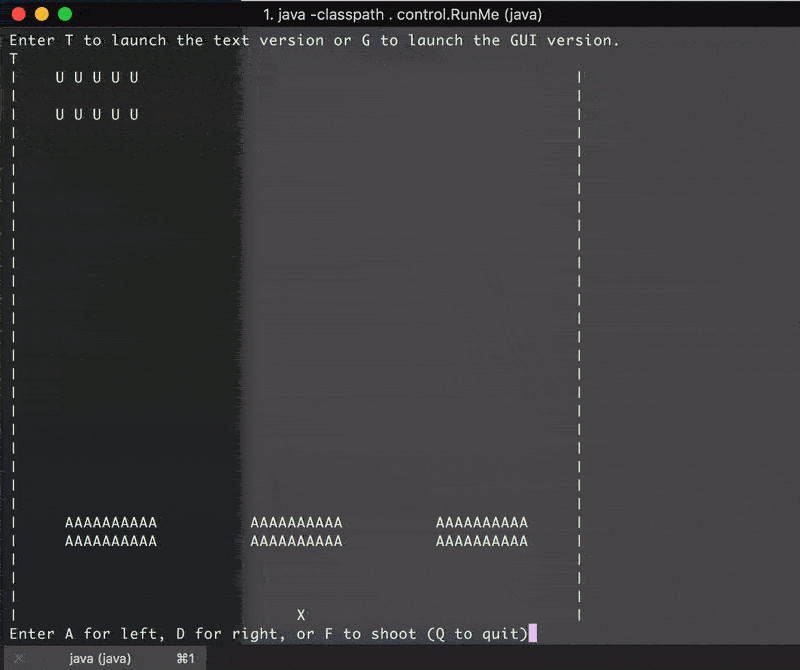 1. java -classpath . control.RunMe (java)
Enter T to launch the text version or G to launch the GUI version.
T
| U U U U U |
| U U U U U |
| AAAAAAAAAA AAAAAAAAAA AAAAAAAAAA |
| AAAAAAAAAA AAAAAAAAAA AAAAAAAAAA |
| X |
Enter A for left, D for right, or F to shoot (Q to quit)
java (java) ⌘1